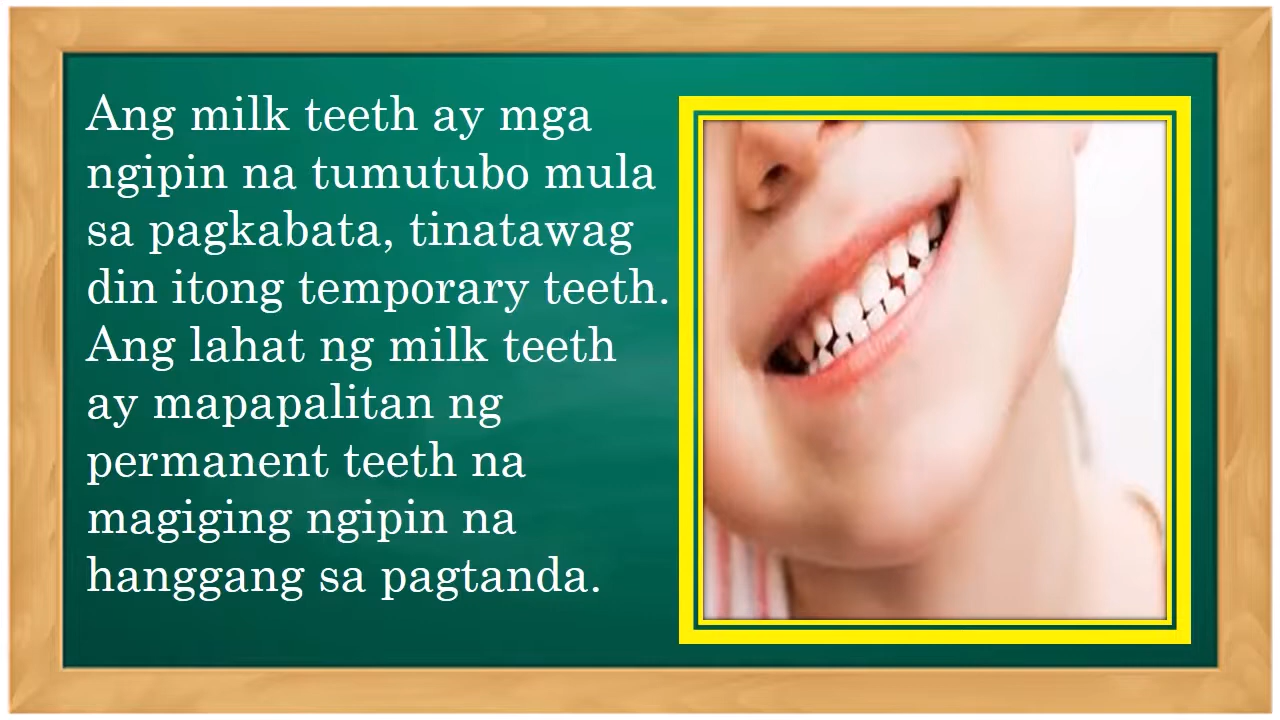 Ang milk teeth ay mga
ngipin na tumutubo mula
sa pagkabata, tinatawag
din itong temporary teeth.
Ang lahat ng milk teeth
ay mapapalitan ng
permanent teeth na
magiging ngipin na
hanggang sa pagtanda.